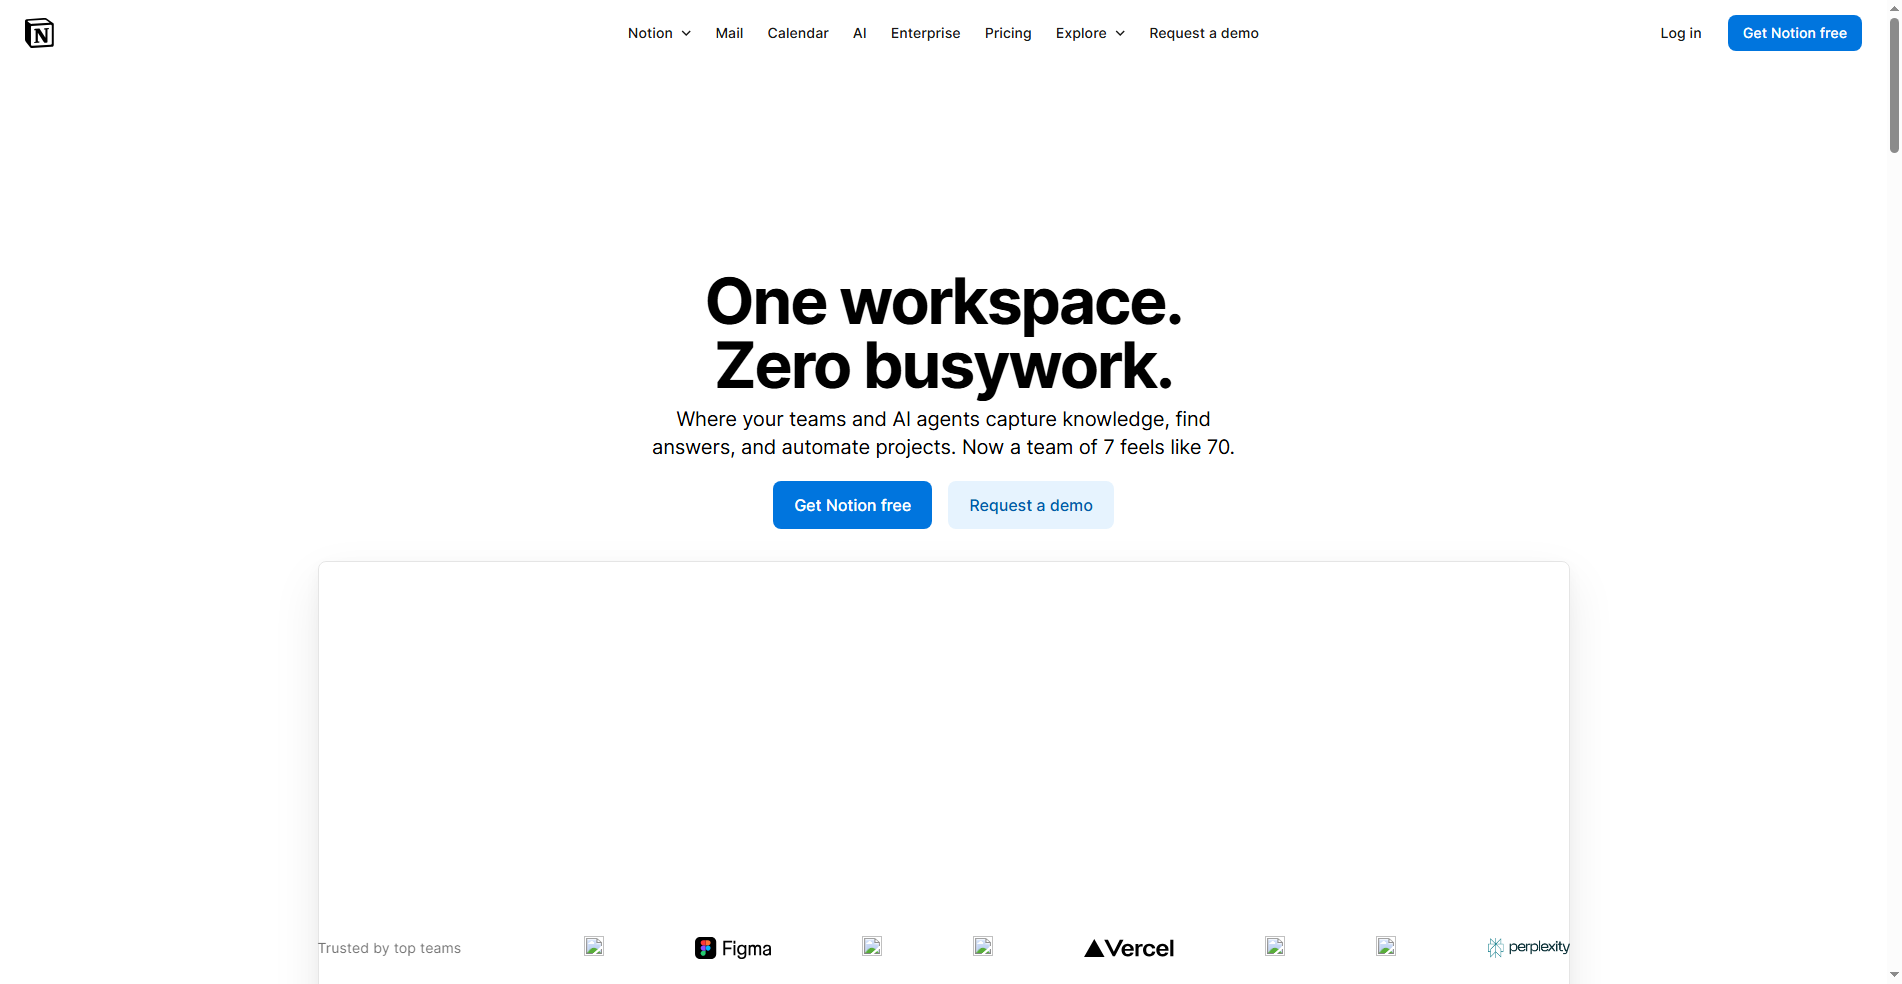 N
Notion Mail Calendar AI Enterprise Pricing Explore Request a demo
Log in Get Notion free
One workspace.
Zero busywork.
Where your teams and AI agents capture knowledge, find
answers, and automate projects. Now a team of 7 feels like 70.
Get Notion free Request a demo
Trusted by top teams Figma Vercel perplexity